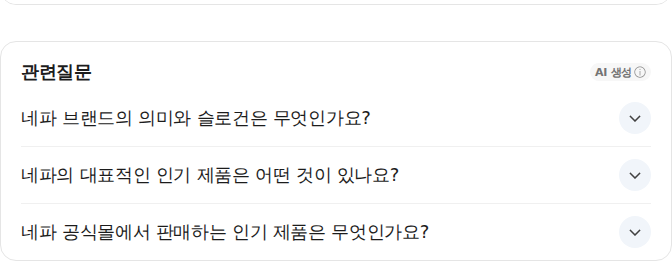 관련질문
AI 생성
네파 브랜드의 의미와 슬로건은 무엇인가요?
네파의 대표적인 인기 제품은 어떤 것이 있나요?
네파 공식몰에서 판매하는 인기 제품은 무엇인가요?